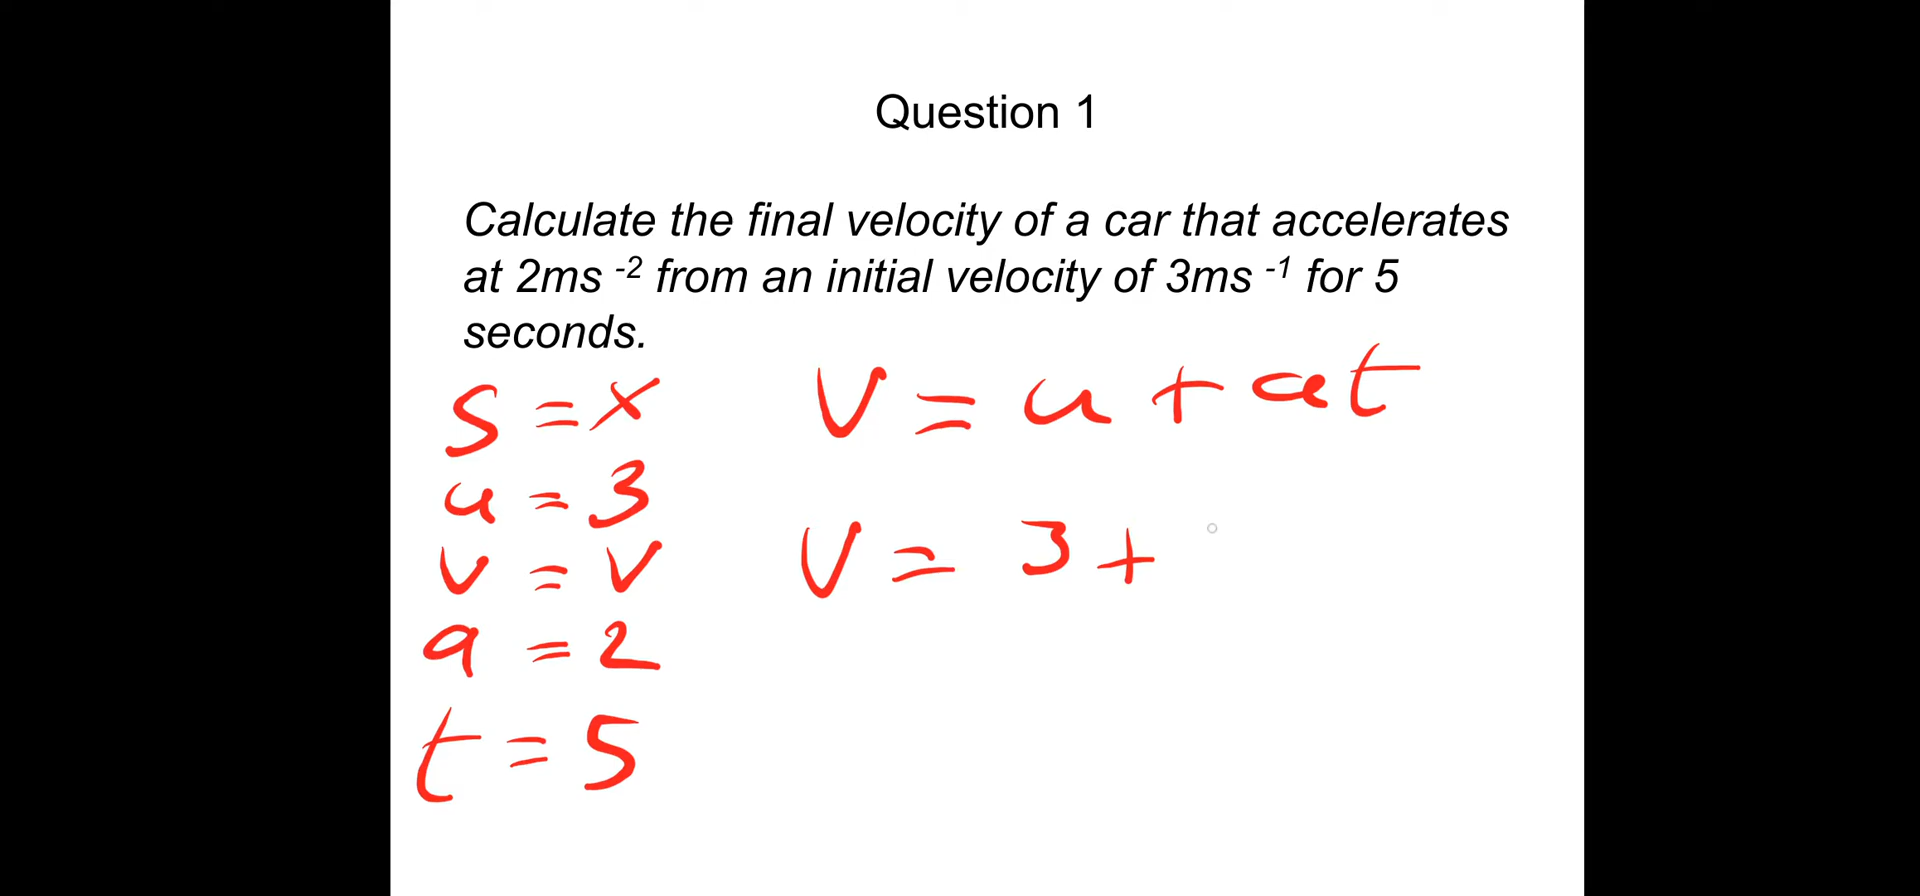 Question 1
Calculate the final velocity of a car that accelerates
at 2ms -2 from an initial velocity of 3ms -1 for 5
seconds.
s = x
u = 3
v = v
a = 2
t = 5
v = u + at
v = 3 +